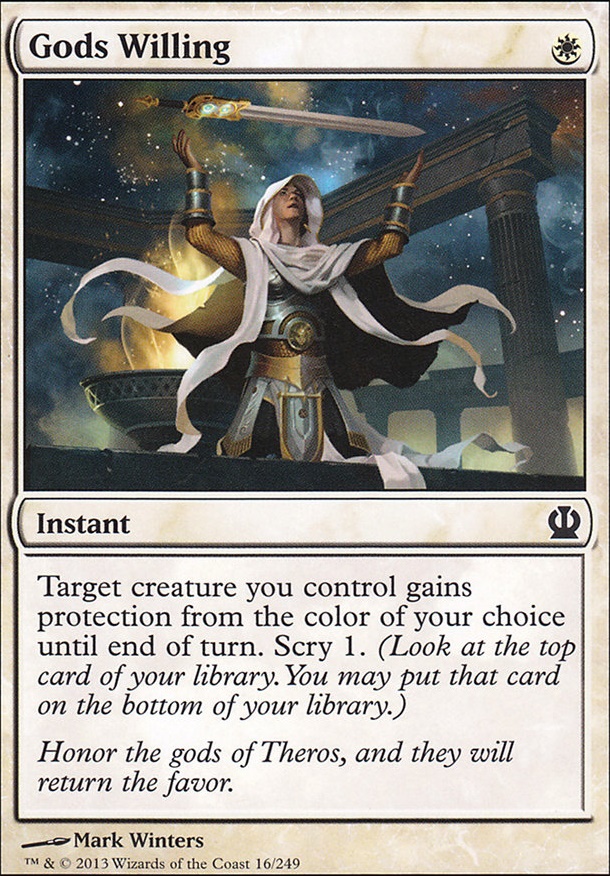 Gods Willing
Instant
Target creature you control gains
protection from the color of your choice
until end of turn. Scry 1. (Look at the top
card of your library. You may put that card
on the bottom of your library.)
Honor the gods of Theros, and they will
return the favor.
Mark Winters
™ & © 2013 Wizards of the Coast 16/249